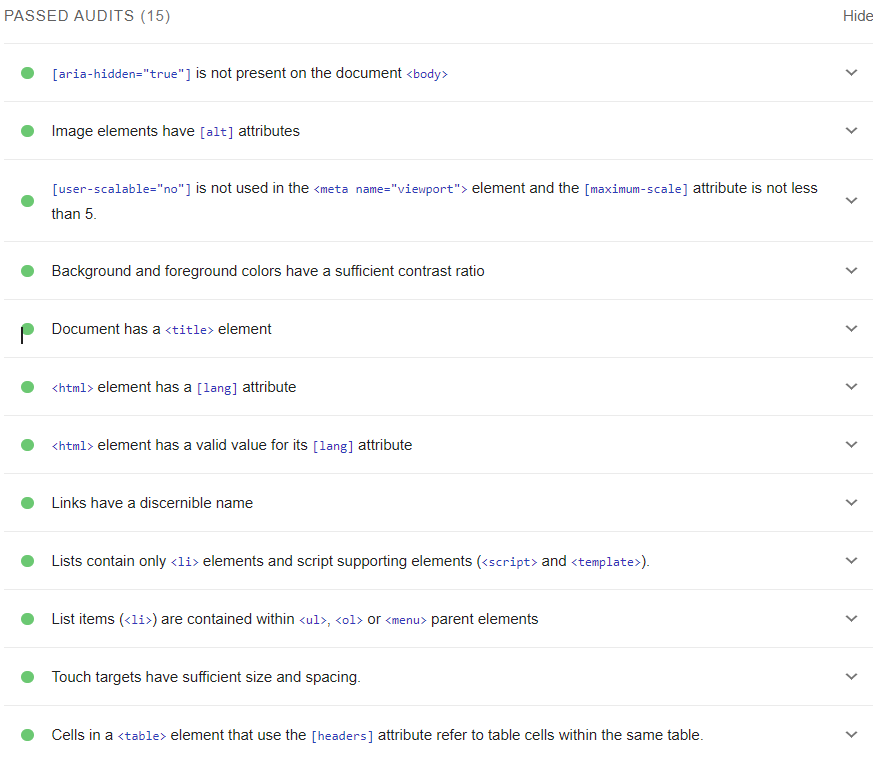 PASSED AUDITS (15)
Hide
[aria-hidden="true"] is not present on the document <body>
Image elements have [alt] attributes
[user-scalable="no"] is not used in the <meta name="viewport"> element and the [maximum-scale] attribute is not less
than 5.
Background and foreground colors have a sufficient contrast ratio
Document has a <title> element
<html> element has a [lang] attribute
<html> element has a valid value for its [lang] attribute
Links have a discernible name
Lists contain only <li> elements and script supporting elements (<script> and <template>).
List items (<li>) are contained within <ul>, <ol> or <menu> parent elements
Touch targets have sufficient size and spacing.
Cells in a <table> element that use the [headers] attribute refer to table cells within the same table.